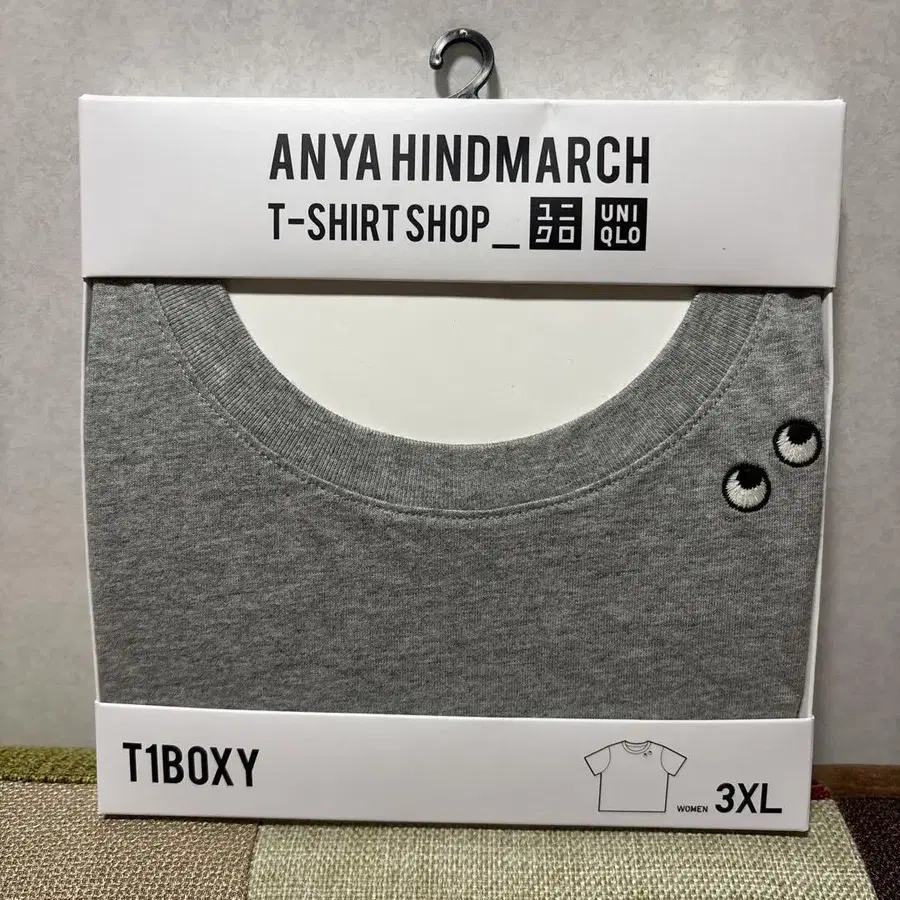 ANYA HINDMARCH
T-SHIRT SHOP_ ユニクロ UNIQLO
T1BOXY
WOMEN 3XL